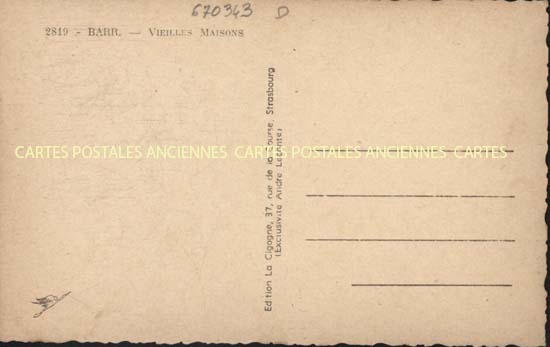 670343 D
2819 - BARR. — VIEILLES MAISONS
CARTES POSTALES ANCIENNES CARTES POSTALES ANCIENNES CARTES
Edition La Cigogne, 37, rue de la Course, Strasbourg
(Exclusivité André Leconte)